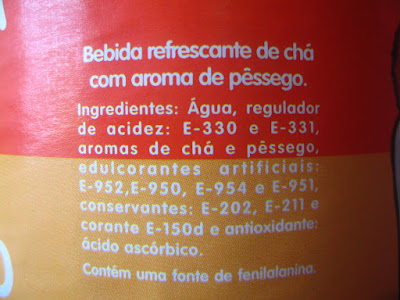 Bebida refrescante de chá
com aroma de pêssego.
Ingredientes: Água, regulador
de acidez: E-330 e E-331,
aromas de chá e pêssego,
edulcorantes artificiais:
E-952,E-950, E-954 e E-951,
conservantes: E-202, E-211 e
corante E-150d e antioxidante:
ácido ascórbico.
Contém uma fonte de fenilalanina.